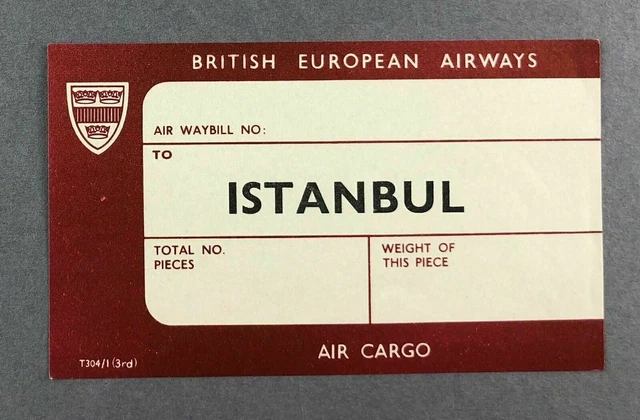 BRITISH EUROPEAN AIRWAYS
AIR WAYBILL NO:
TO
ISTANBUL
TOTAL NO.
PIECES
WEIGHT OF
THIS PIECE
AIR CARGO
T304/1 (3rd)